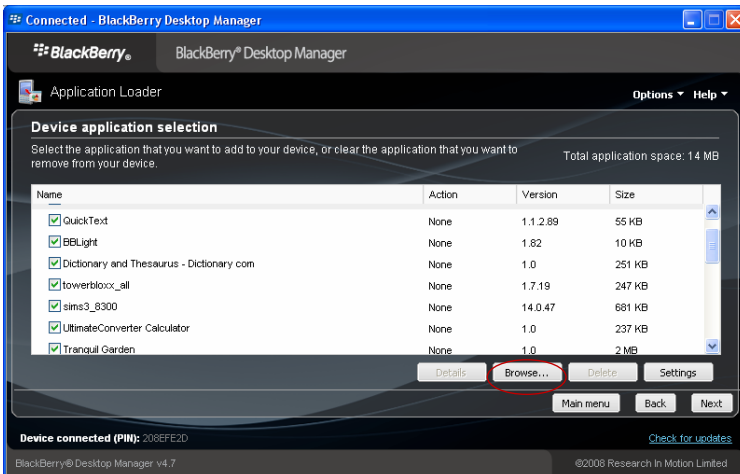 Connected - BlackBerry Desktop Manager
BlackBerry® BlackBerry® Desktop Manager
Application Loader Options Help
Device application selection
Select the application that you want to add to your device, or clear the application that you want to
remove from your device.
Total application space: 14 MB
Name Action Version Size
QuickText None 1.1.2.89 55 KB
BBLight None 1.82 10 KB
Dictionary and Thesaurus - Dictionary com None 1.0 251 KB
towerbloxx_all None 1.7.19 247 KB
sims3_8300 None 14.0.47 681 KB
UltimateConverter Calculator None 1.0 237 KB
Tranquil Garden None 1.0 2 MB
Details Browse... Delete Settings
Main menu Back Next
Device connected (PIN): 208EFE2D Check for updates
BlackBerry® Desktop Manager v4.7 ©2008 Research In Motion Limited